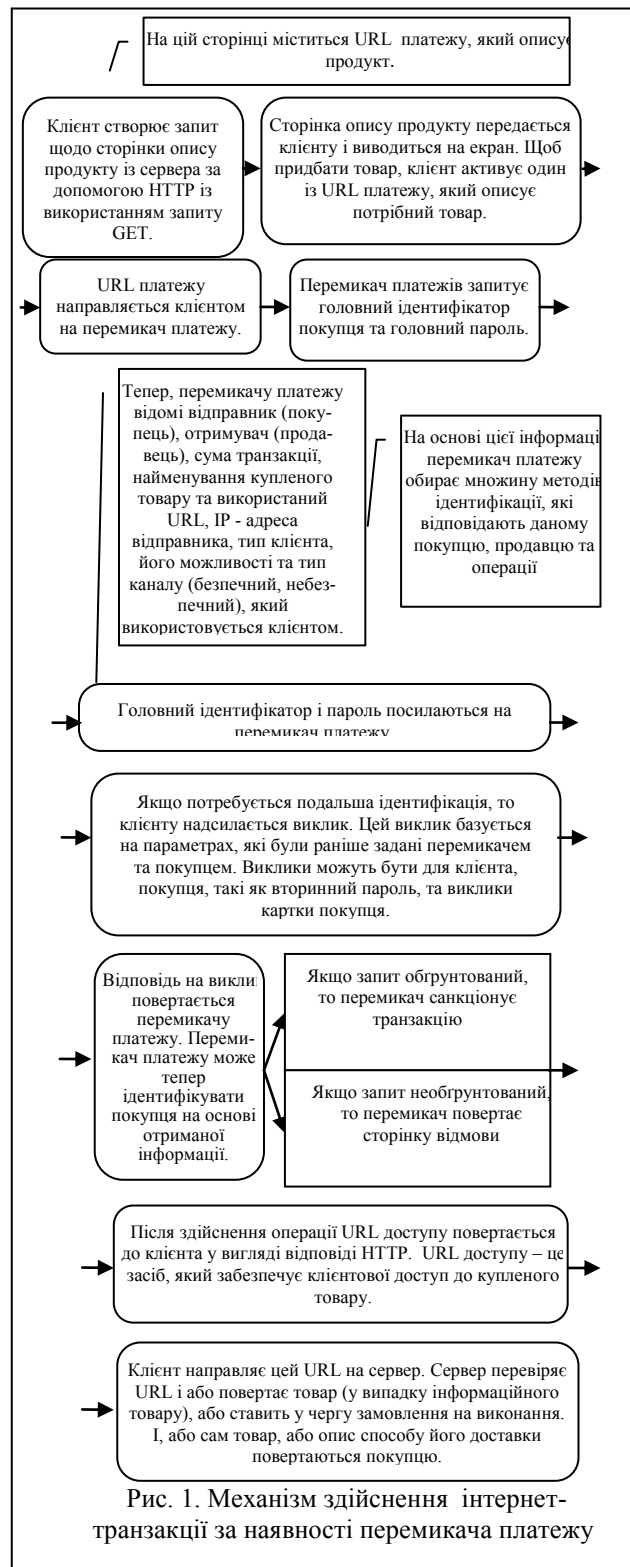 На цій сторінці міститься URL платежу, який описує
продукт.
Клієнт створює запит
щодо сторінки опису
продукту із сервера за
допомогою HTTP із
використанням запиту
GET.
Сторінка опису продукту передається
клієнту і виводиться на екран. Щоб
придбати товар, клієнт активує один
із URL платежу, який описує
потрібний товар.
URL платежу
направляється клієнтом
на перемикач платежу.
Перемикач платежів запитує
головний ідентифікатор
покупця та головний пароль.
Тепер, перемикачу платежу
відомі відправник (поку-
пець), отримувач (прода-
вець), сума транзакції,
найменування купленого
товару та використаний
URL, IP - адреса
відправника, тип клієнта,
його можливості та тип
каналу (безпечний, небез-
печний), який
використовується клієнтом.
На основі цієї інформації
перемикач платежу
обирає множину методів
ідентифікації, які
відповідають даному
покупцю, продавцю та
операції
Головний ідентифікатор і пароль посилаються на
перемикач платежу
Якщо потребується подальша ідентифікація, то
клієнту надсилається виклик. Цей виклик базується
на параметрах, які були раніше задані перемикачем
та покупцем. Виклики можуть бути для клієнта,
покупця, такі як вторинний пароль, та виклики
картки покупця.
Відповідь на виклик
повертається
перемикачу
платежу. Переми-
кач платежу може
тепер
ідентифікувати
покупця на основі
отриманої
інформації.
Якщо запит обґрунтований,
то перемикач санкціонує
транзакцію
Якщо запит необґрунтований,
то перемикач повертає
сторінку відмови
Після здійснення операції URL доступу повертається
до клієнта у вигляді відповіді HTTP. URL доступу – це
засіб, який забезпечує клієнтової доступ до купленого
товару.
Клієнт направляє цей URL на сервер. Сервер перевіряє
URL і або повертає товар (у випадку інформаційного
товару), або ставить у чергу замовлення на виконання.
І, або сам товар, або опис способу його доставки
повертаються покупцю.
Рис. 1. Механізм здійснення інтернет-
транзакції за наявності перемикача платежу